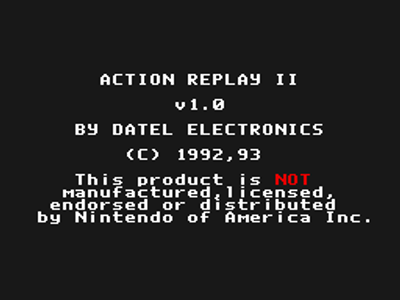 ACTION REPLAY II
v1.0
BY DATEL ELECTRONICS
(C) 1992,93
This product is NOT
manufactured,licensed,
endorsed or distributed
by Nintendo of America Inc.